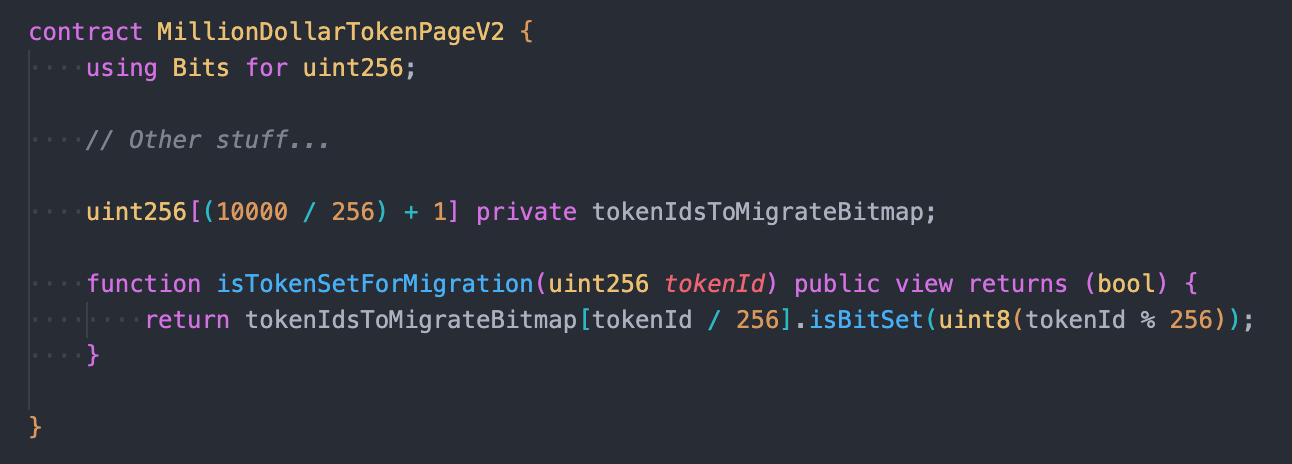 contract MillionDollarTokenPageV2 {
    using Bits for uint256;
    // Other stuff...
    uint256[(10000 / 256) + 1] private tokenIdsToMigrateBitmap;
    function isTokenSetForMigration(uint256 tokenId) public view returns (bool) {
        return tokenIdsToMigrateBitmap[tokenId / 256].isBitSet(uint8(tokenId % 256));
    }
}